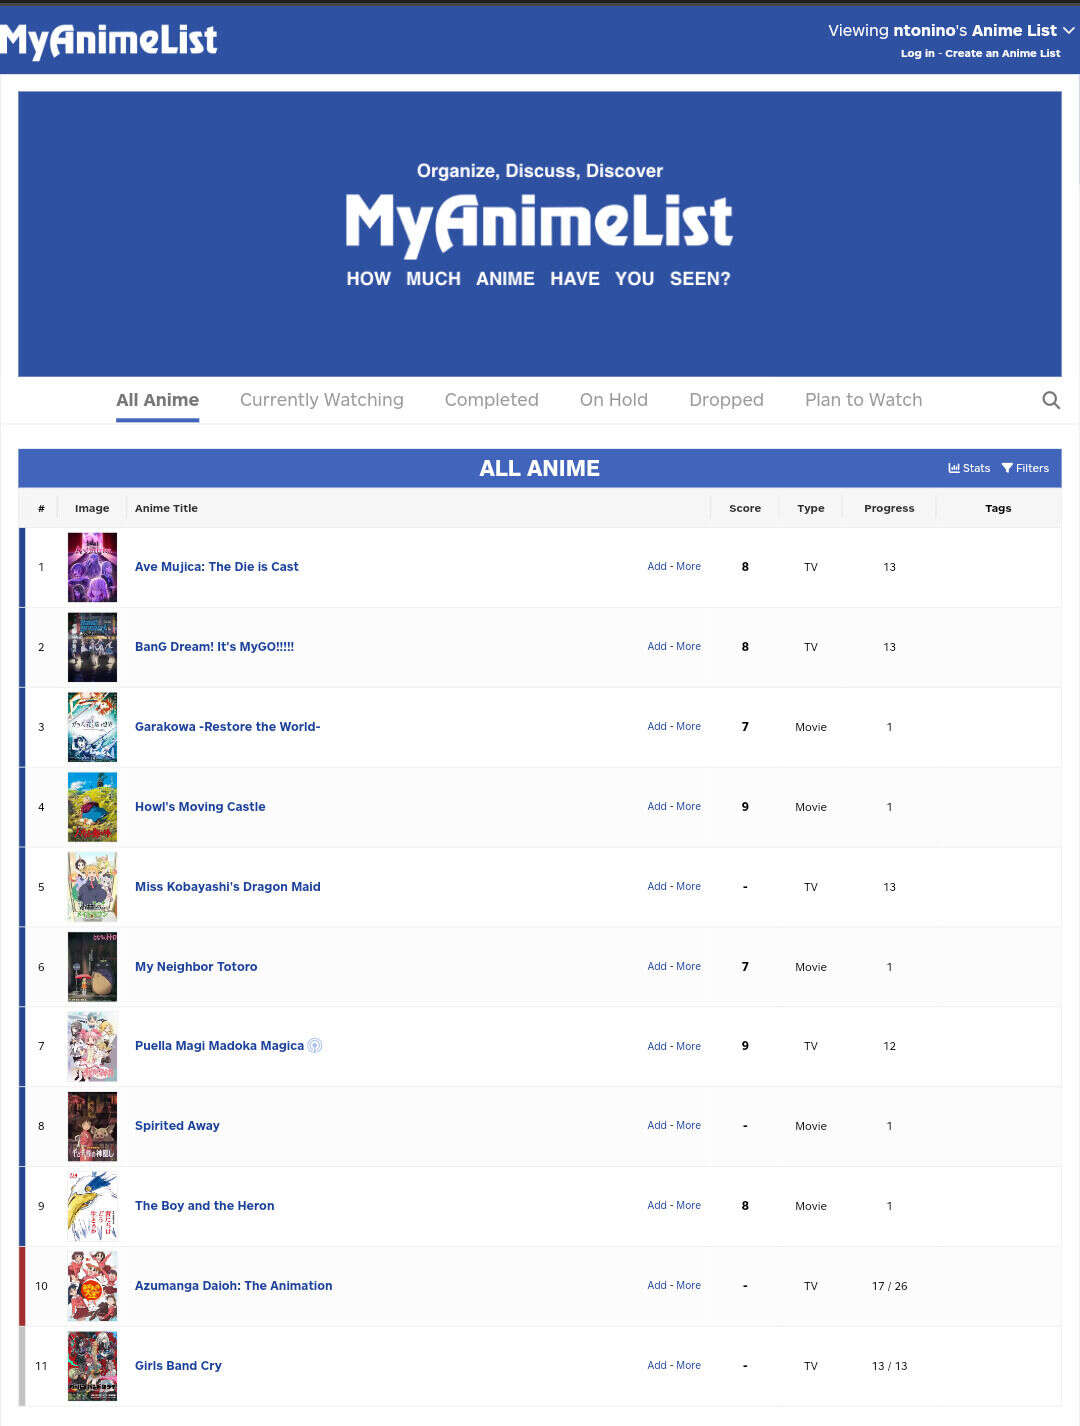 MyAnimeList
Viewing ntonino's Anime List
Log in - Create an Anime List
Organize, Discuss, Discover
MyAnimeList
HOW MUCH ANIME HAVE YOU SEEN?
All Anime Currently Watching Completed On Hold Dropped Plan to Watch
ALL ANIME Stats Filters
# Image Anime Title Score Type Progress Tags
1 Ave Mujica: The Die is Cast Add - More 8 TV 13
2 BanG Dream! It's MyGO!!!!! Add - More 8 TV 13
3 Garakowa -Restore the World- Add - More 7 Movie 1
4 Howl's Moving Castle Add - More 9 Movie 1
5 Miss Kobayashi's Dragon Maid Add - More - TV 13
6 My Neighbor Totoro Add - More 7 Movie 1
7 Puella Magi Madoka Magica Add - More 9 TV 12
8 Spirited Away Add - More - Movie 1
9 The Boy and the Heron Add - More 8 Movie 1
10 Azumanga Daioh: The Animation Add - More - TV 17 / 26
11 Girls Band Cry Add - More - TV 13 / 13